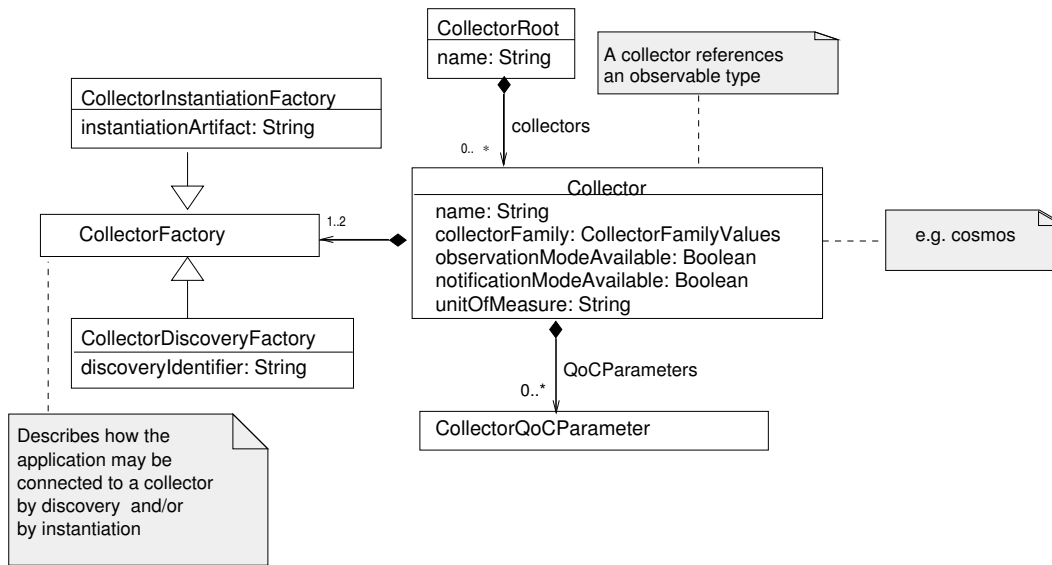 CollectorRoot
name: String
A collector references
an observable type
CollectorInstantiationFactory
instantiationArtifact: String
collectors
0.. *
Collector
name: String
collectorFamily: CollectorFamilyValues
observationModeAvailable: Boolean
notificationModeAvailable: Boolean
unitOfMeasure: String
1..2
CollectorFactory
e.g. cosmos
CollectorDiscoveryFactory
discoveryIdentifier: String
QoCParameters
0..*
CollectorQoCParameter
Describes how the
application may be
connected to a collector
by discovery and/or
by instantiation